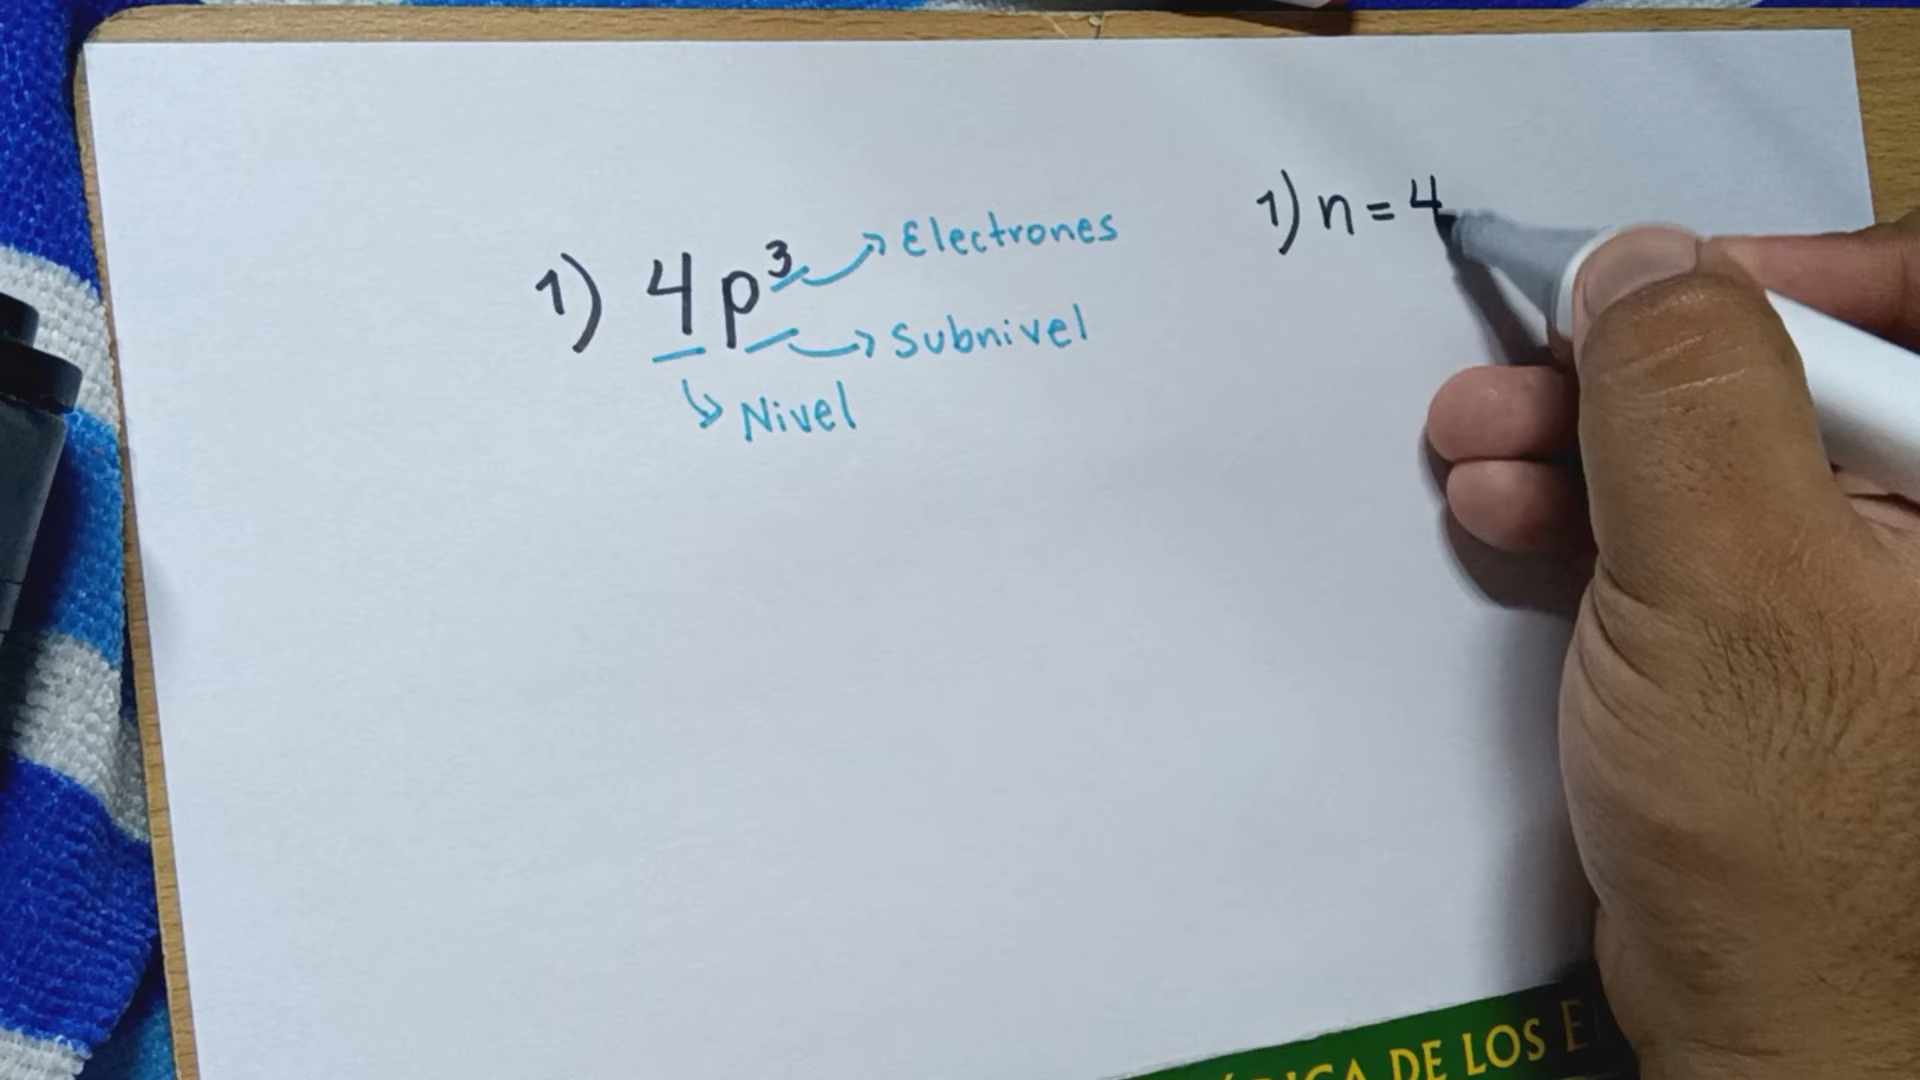 1) 4p³ → Electrones
→ Subnivel
↳ Nivel
1) n = 4
DE LOS